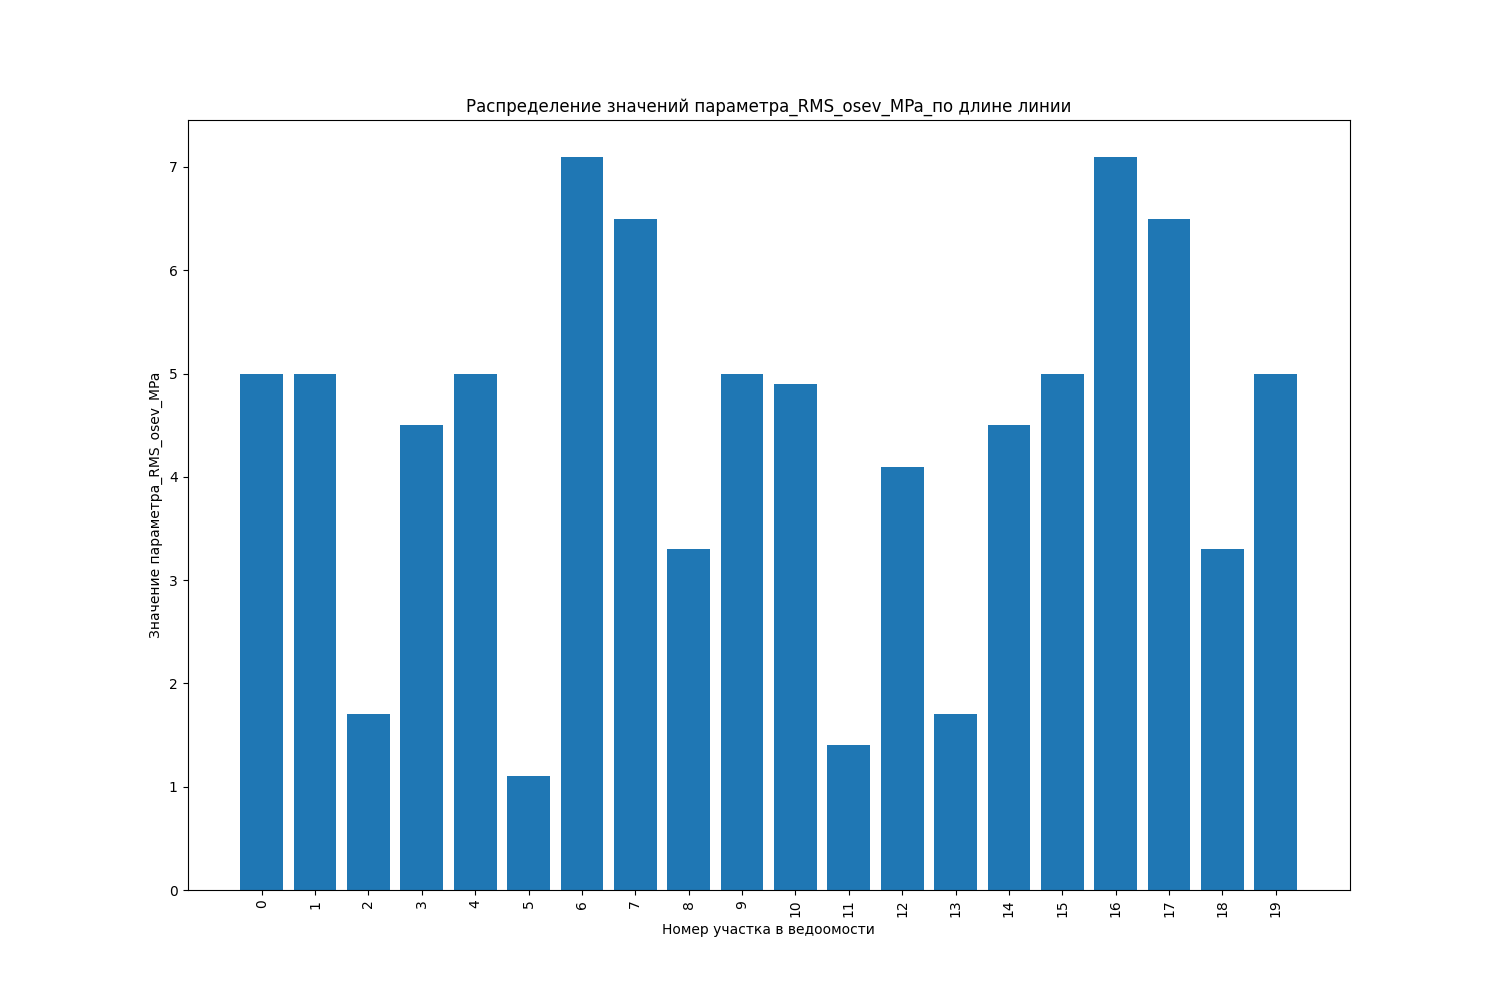 Распределение значений параметра_RMS_osev_MPa_по длине линии
Значение параметра_RMS_osev_MPa
7
6
5
4
3
2
1
0
0 1 2 3 4 5 6 7 8 9 10 11 12 13 14 15 16 17 18 19
Номер участка в ведоомости